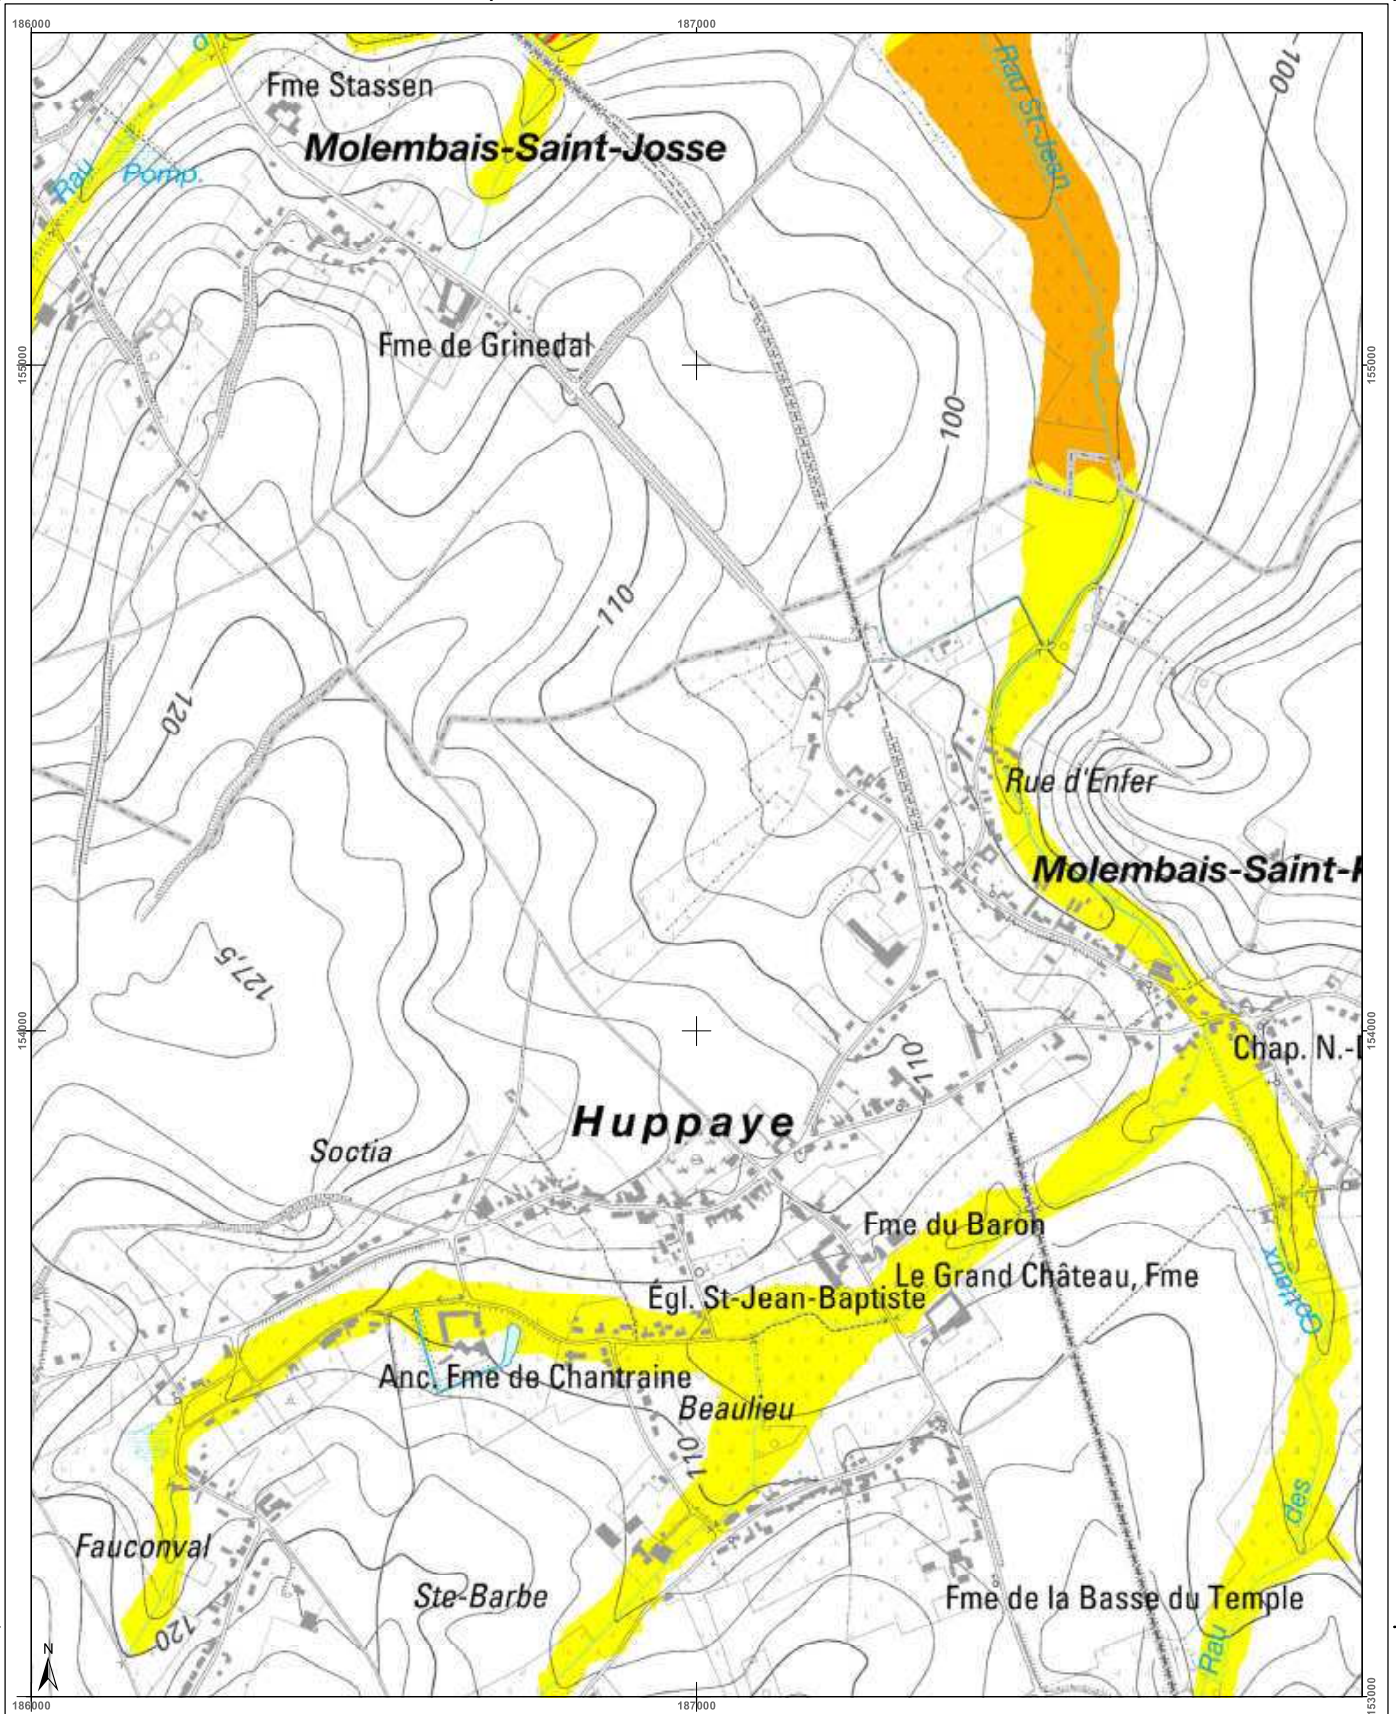 186000
187000
Fme Stassen
Rau St-Jean
100
Molembais-Saint-Josse
Rau
Pomp.
Fme de Grinedal
155000
155000
100
110
120
Rue d'Enfer
Molembais-Saint-
127,5
154000
154000
Chap. N.-
110
Huppaye
Soctia
Fme du Baron
Le Grand Château, Fme
Égl. St-Jean-Baptiste
Cottaux
Anc. Fme de Chantraine
Beaulieu
110
des
Fauconval
Ste-Barbe
Fme de la Basse du Temple
120
Rau
N
186000
187000
153000